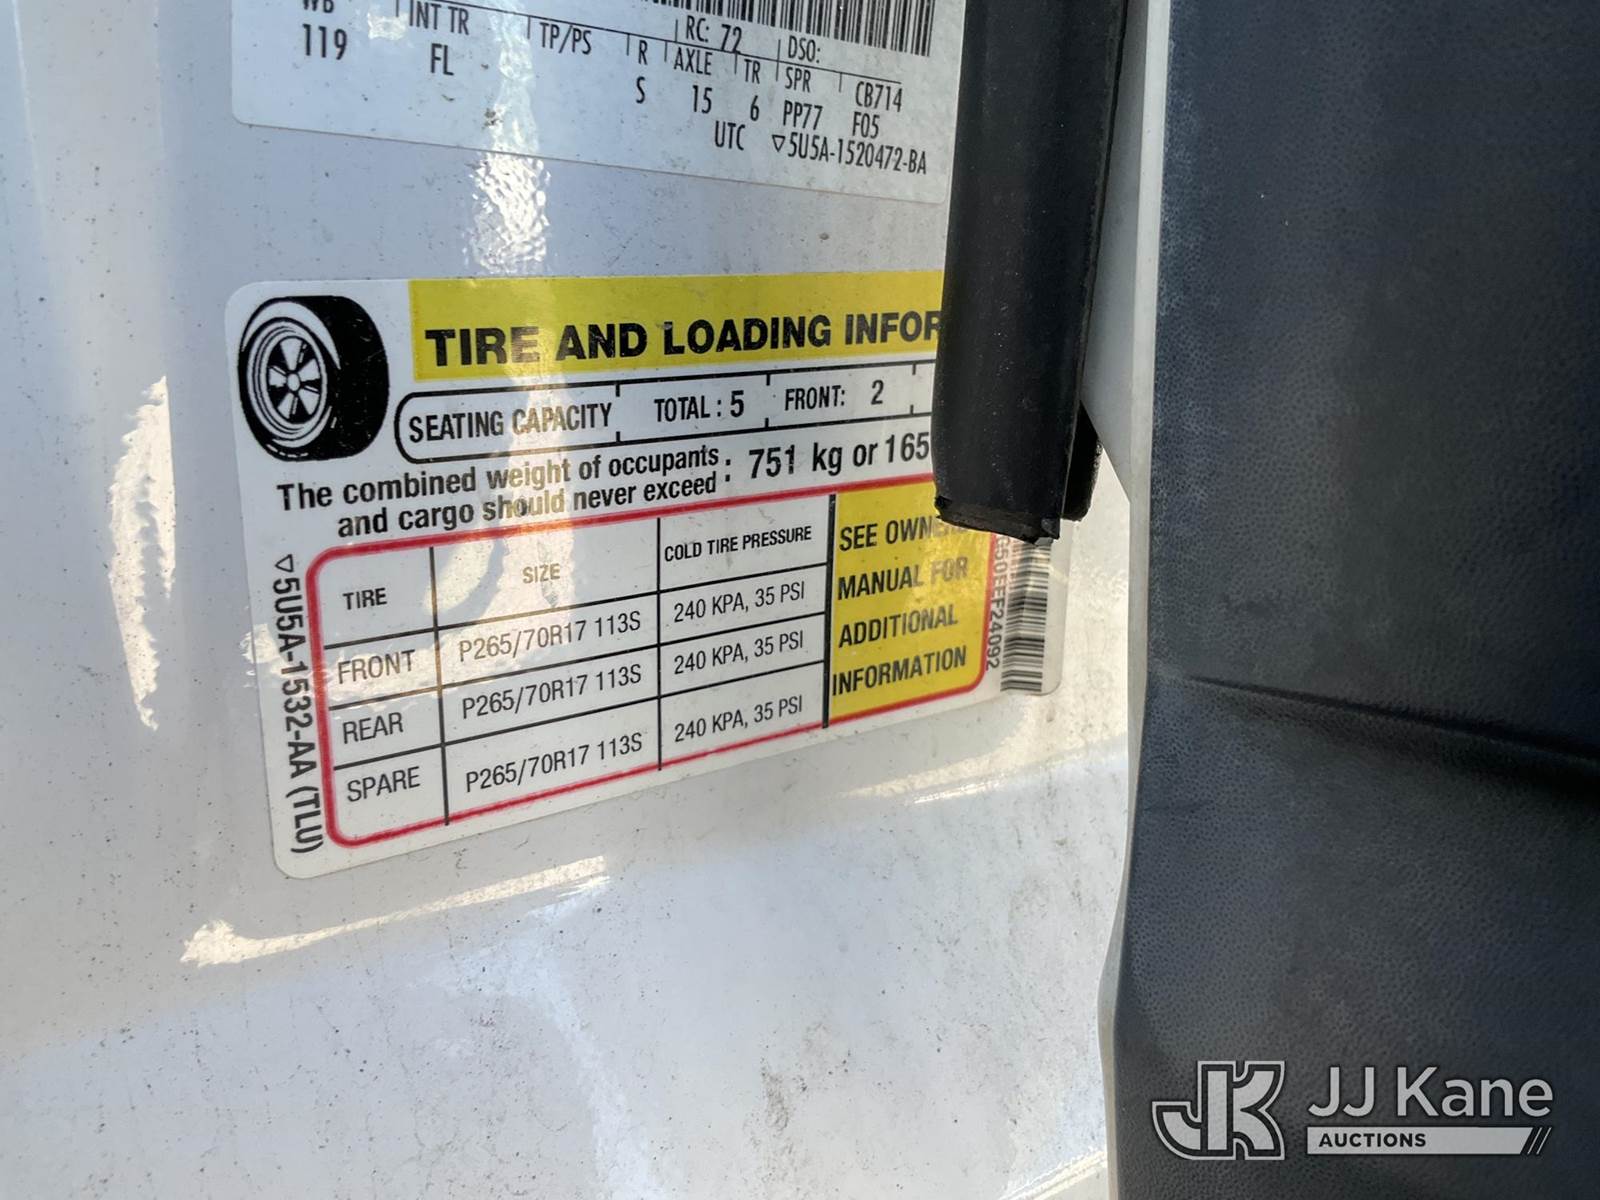 WB INT TR TP/PS R AXLE TR SPR
RC: 72 DSO:
119 FL S 15 6 PP77 CB714
F05
UTC ▽5U5A-1520472-BA
TIRE AND LOADING
SEATING CAPACITY TOTAL : 5 FRONT: 2
The combined weight of occupants
and cargo should never exceed : 751 kg or 165
TIRE SIZE COLD TIRE PRESSURE
FRONT P265/70R17 113S 240 KPA, 35 PSI
REAR P265/70R17 113S 240 KPA, 35 PSI
SPARE P265/70R17 113S 240 KPA, 35 PSI
SEE
MANUAL FOR
ADDITIONAL
INFORMATION
▽5U5A-1532-AA (TLU)
C50EEF24092
JK JJ Kane
AUCTIONS